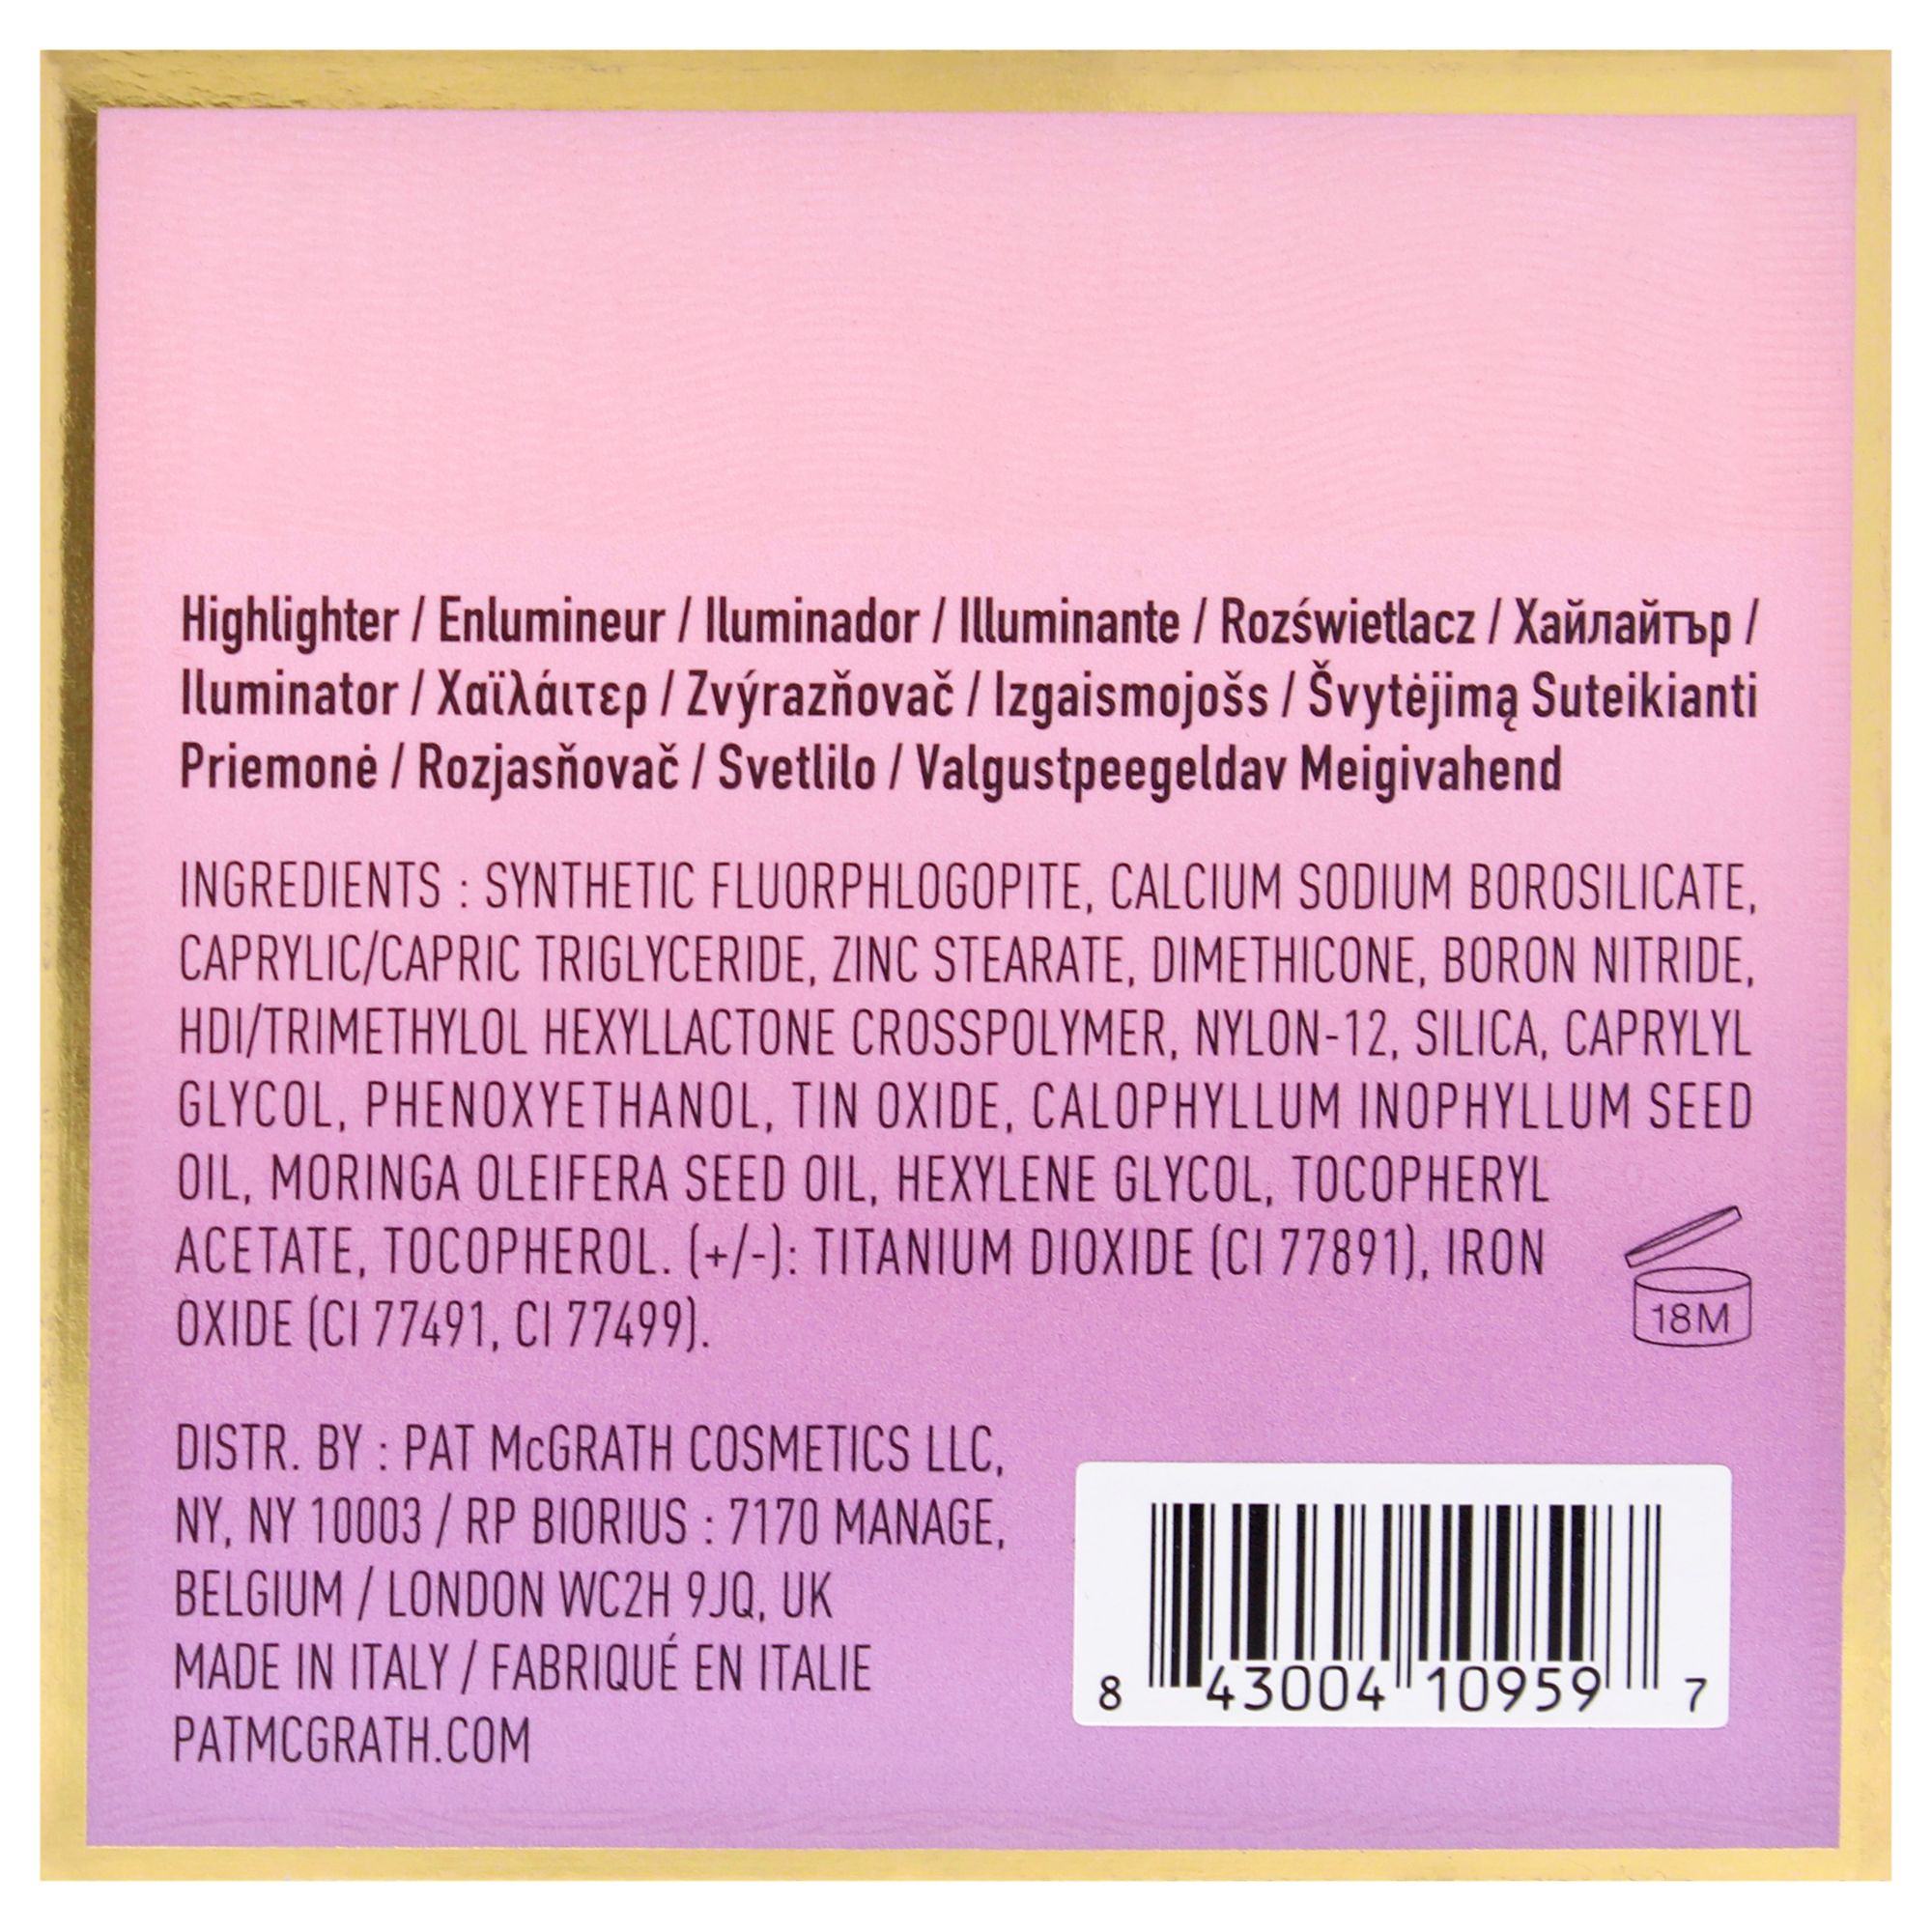 Highlighter / Enlumineur / Iluminador / Illuminante / Rozświetlacz / Хайлайтър /
Iluminator / Χαϊλάιτερ / Zvýrazňovač / Izgaismojošs / Švytėjimą Suteikianti
Priemonė / Rozjasňovač / Svetlilo / Valgustpeegeldav Meigivahend
INGREDIENTS : SYNTHETIC FLUORPHLOGOPITE, CALCIUM SODIUM BOROSILICATE,
CAPRYLIC/CAPRIC TRIGLYCERIDE, ZINC STEARATE, DIMETHICONE, BORON NITRIDE,
HDI/TRIMETHYLOL HEXYLLACTONE CROSSPOLYMER, NYLON-12, SILICA, CAPRYLYL
GLYCOL, PHENOXYETHANOL, TIN OXIDE, CALOPHYLLUM INOPHYLLUM SEED
OIL, MORINGA OLEIFERA SEED OIL, HEXYLENE GLYCOL, TOCOPHERYL
ACETATE, TOCOPHEROL. (+/-): TITANIUM DIOXIDE (CI 77891), IRON
OXIDE (CI 77491, CI 77499).
18M
DISTR. BY : PAT McGRATH COSMETICS LLC,
NY, NY 10003 / RP BIORIUS : 7170 MANAGE,
BELGIUM / LONDON WC2H 9JQ, UK
MADE IN ITALY / FABRIQUÉ EN ITALIE
PATMCGRATH.COM
8 43004 10959 7